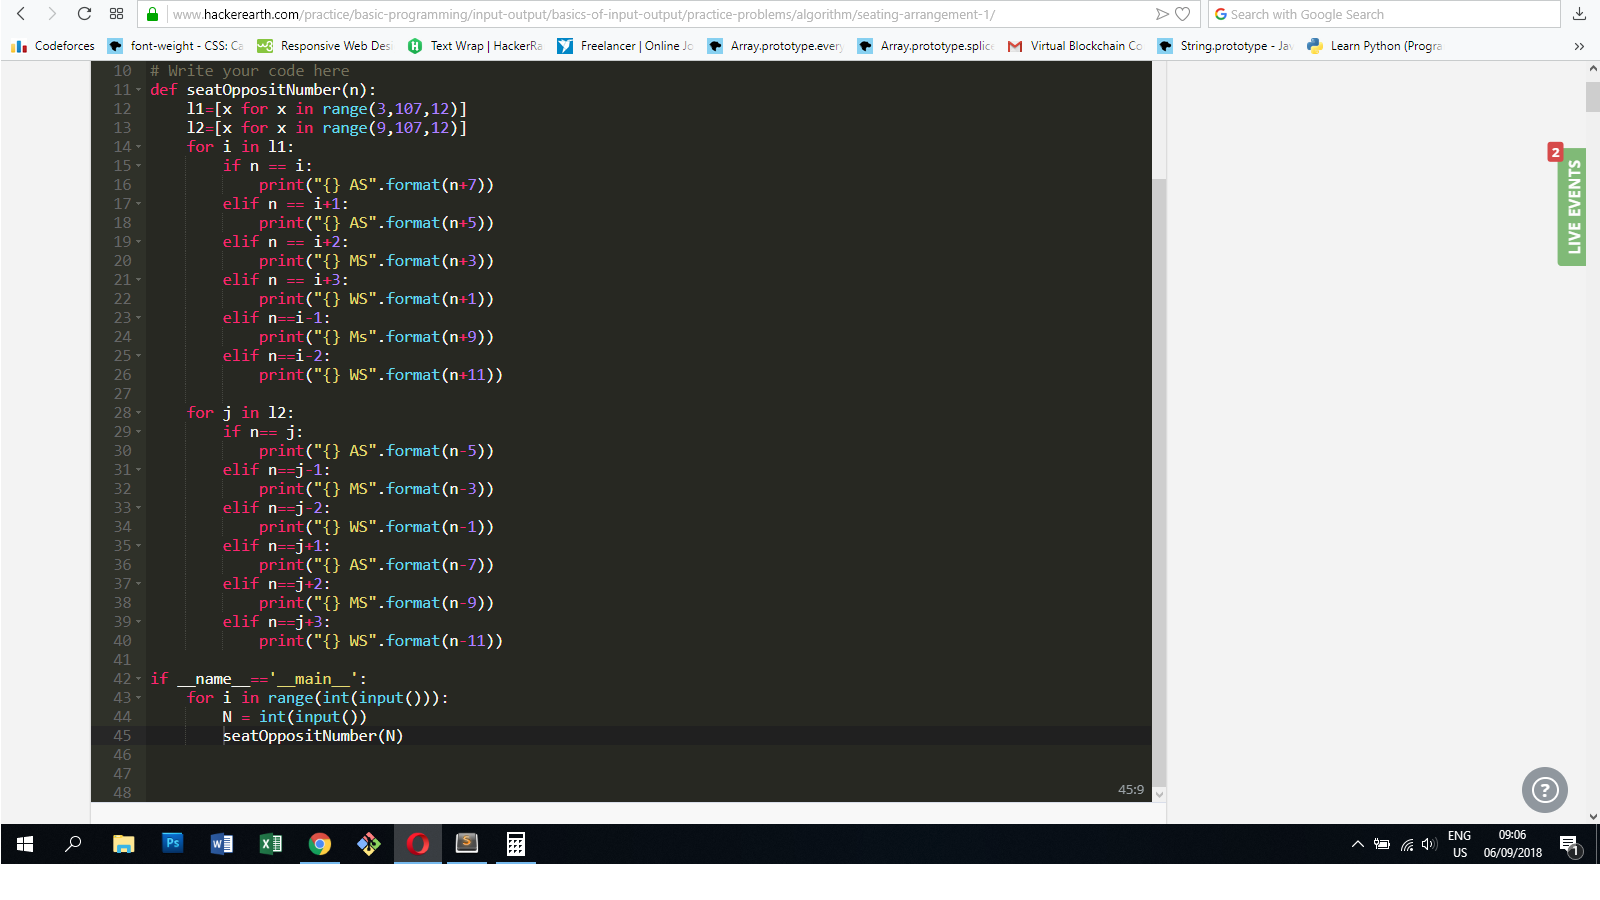 www.hackerearth.com/practice/basic-programming/input-output/basics-of-input-output/practice-problems/algorithm/seating-arrangement-1/
Search with Google Search
Codeforces font-weight - CSS: Ca Responsive Web Des Text Wrap | HackerRa Freelancer | Online Jo Array.prototype.every Array.prototype.splice Virtual Blockchain Co String.prototype - Jav Learn Python (Progra
10 # Write your code here
11 def seatOppositNumber(n):
12 l1=[x for x in range(3,107,12)]
13 l2=[x for x in range(9,107,12)]
14 for i in l1:
15 if n == i:
16 print("{} AS".format(n+7))
17 elif n == i+1:
18 print("{} AS".format(n+5))
19 elif n == i+2:
20 print("{} MS".format(n+3))
21 elif n == i+3:
22 print("{} WS".format(n+1))
23 elif n==i-1:
24 print("{} Ms".format(n+9))
25 elif n==i-2:
26 print("{} WS".format(n+11))
27
28 for j in l2:
29 if n== j:
30 print("{} AS".format(n-5))
31 elif n==j-1:
32 print("{} MS".format(n-3))
33 elif n==j-2:
34 print("{} WS".format(n-1))
35 elif n==j+1:
36 print("{} AS".format(n-7))
37 elif n==j+2:
38 print("{} MS".format(n-9))
39 elif n==j+3:
40 print("{} WS".format(n-11))
41
42 if __name__=='__main__':
43 for i in range(int(input())):
44 N = int(input())
45 seatOppositNumber(N)
46
47
48
45:9
2
LIVE EVENTS
?
Ps
ENG
US
09:06
06/09/2018
1